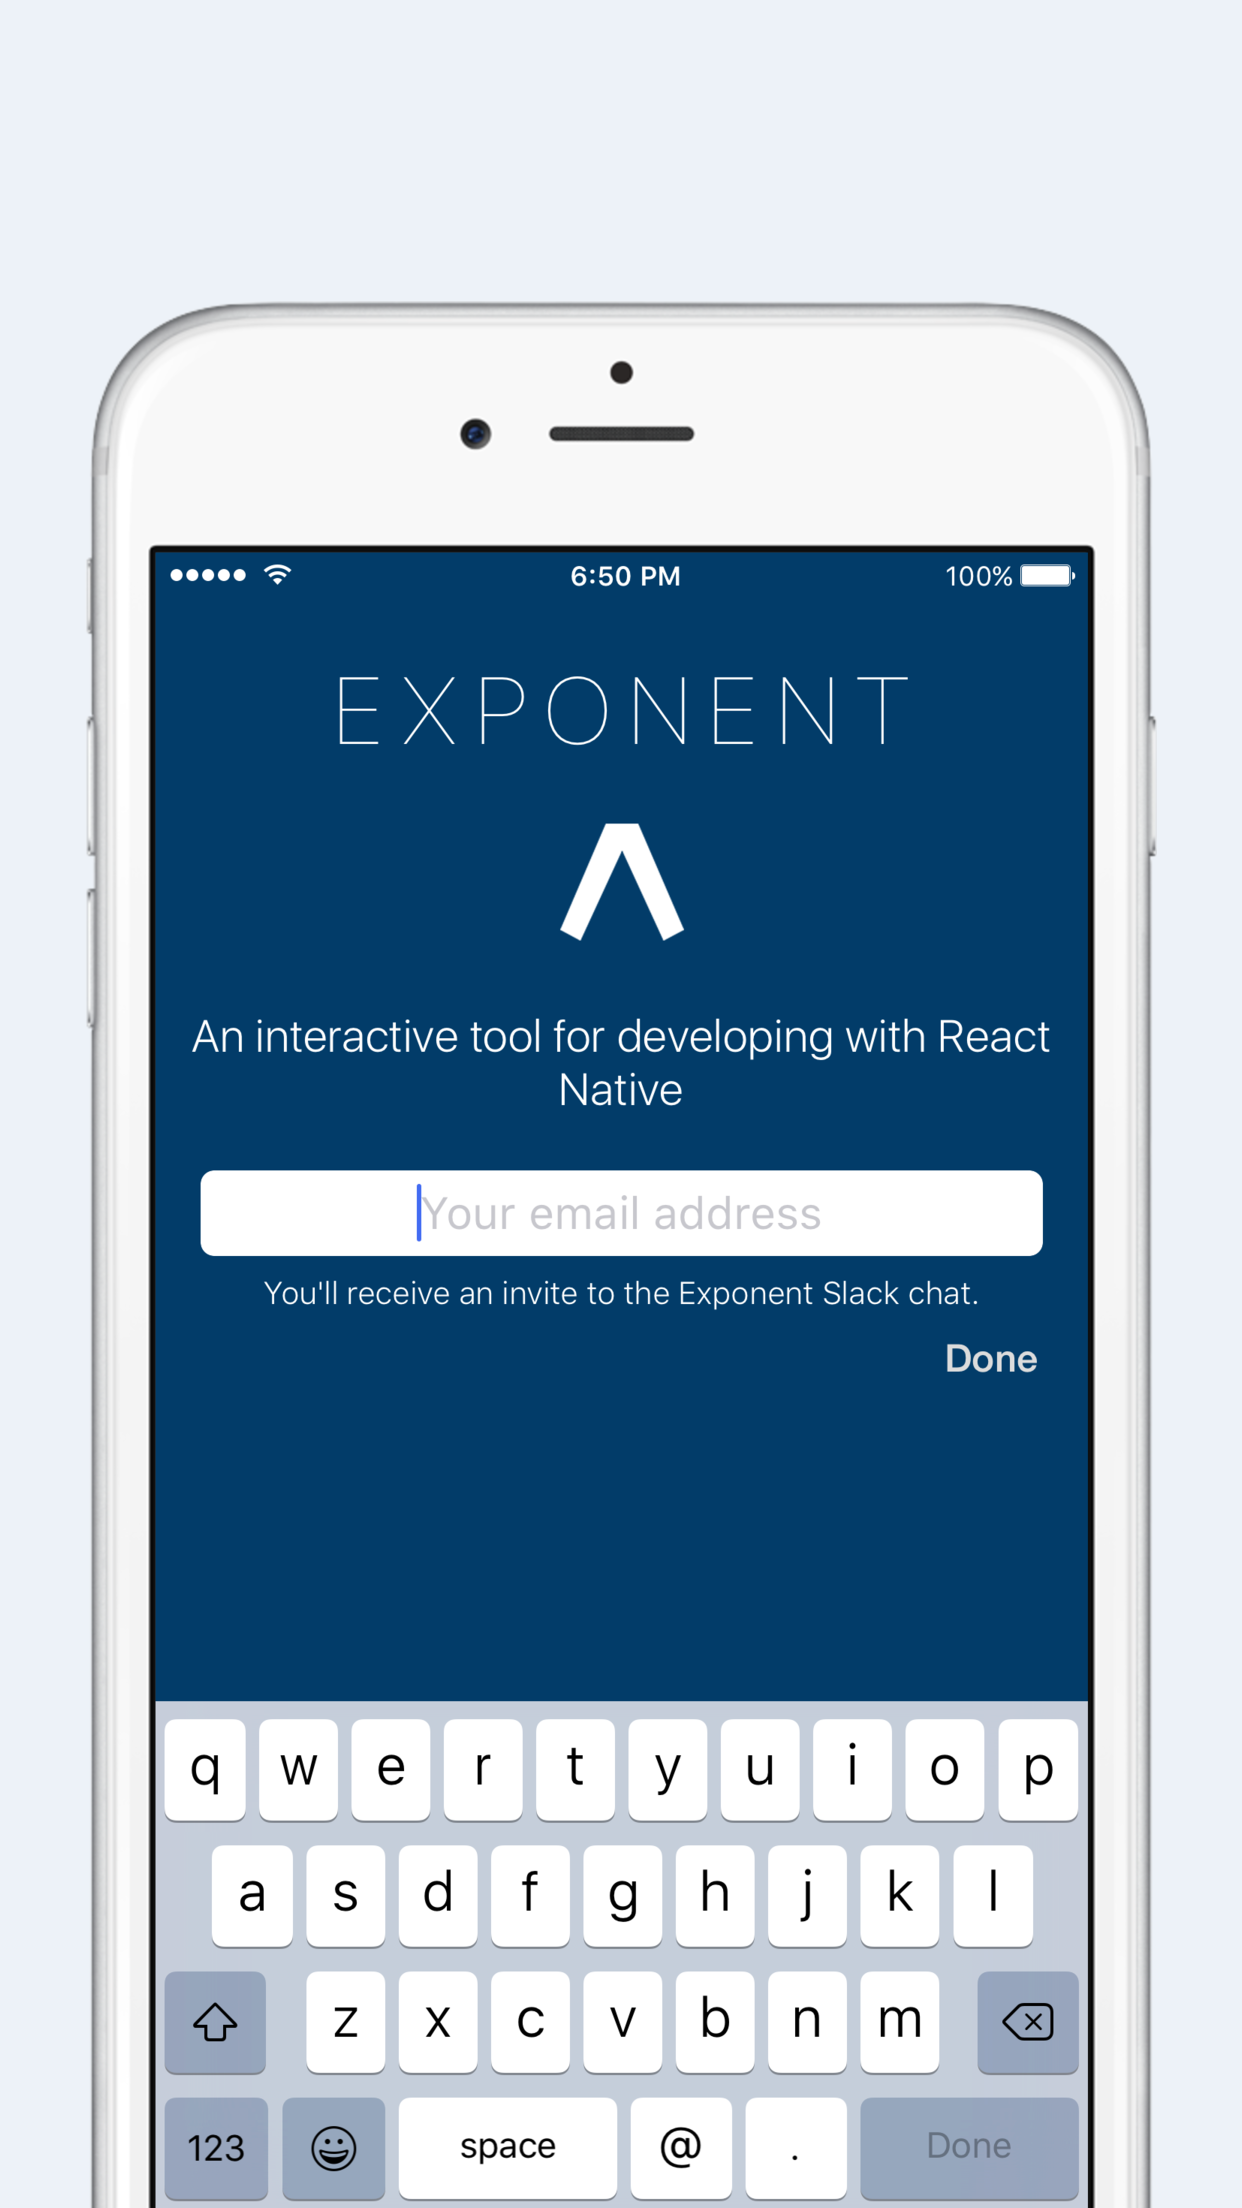 6:50 PM 100%
EXPONENT
An interactive tool for developing with React
Native
Your email address
You'll receive an invite to the Exponent Slack chat.
Done
q w e r t y u i o p
a s d f g h j k l
z x c v b n m
123 space @ . Done